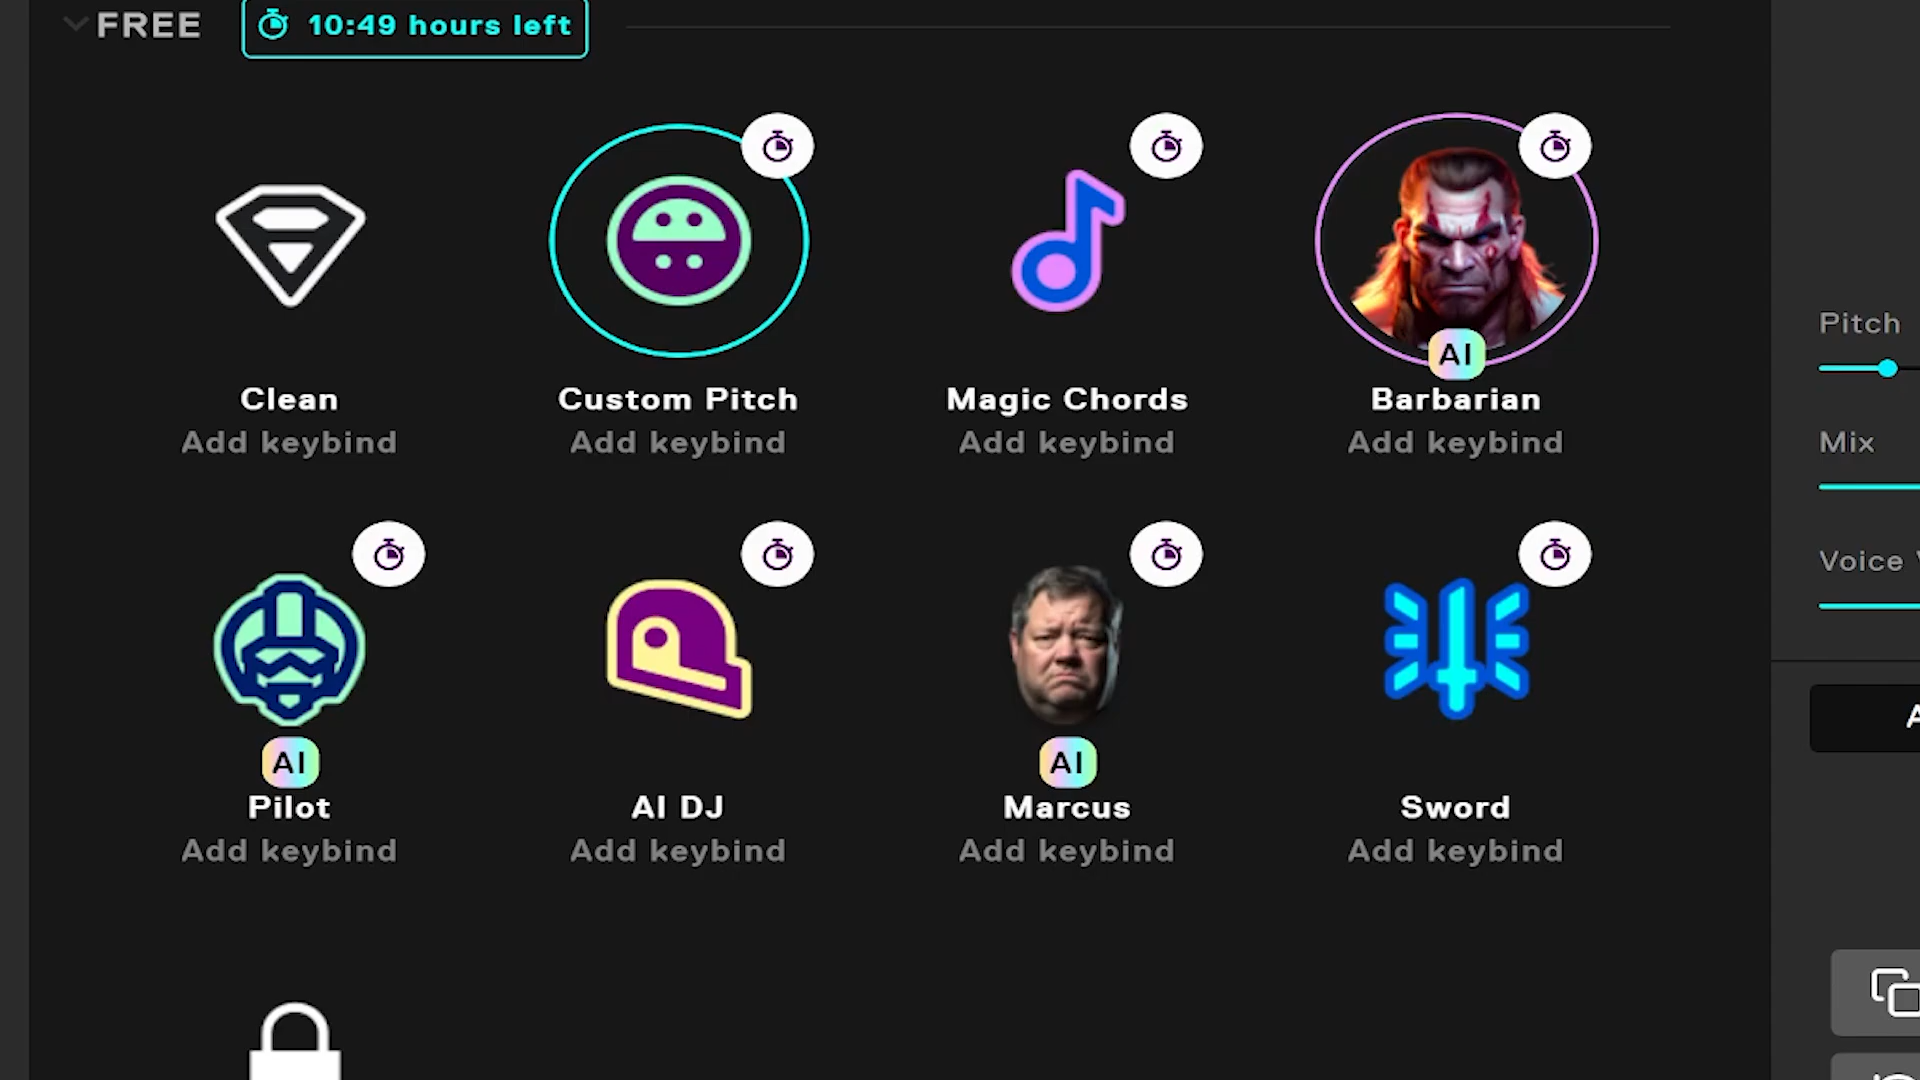 FREE
10:49 hours left
Clean
Add keybind
Custom Pitch
Add keybind
Magic Chords
Add keybind
AI
Barbarian
Add keybind
AI
Pilot
Add keybind
AI DJ
Add keybind
AI
Marcus
Add keybind
Sword
Add keybind
Pitch
Mix
Voice